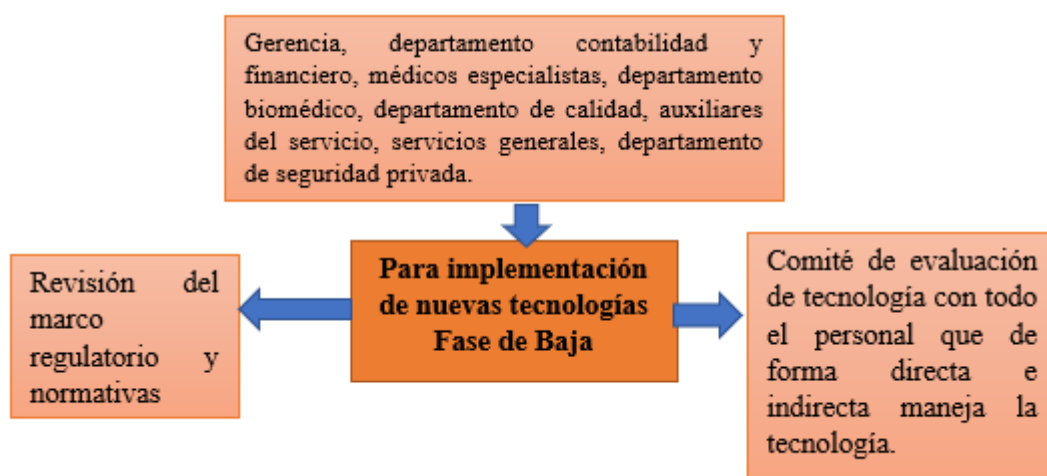 Gerencia, departamento contabilidad y
financiero, médicos especialistas, departamento
biomédico, departamento de calidad, auxiliares
del servicio, servicios generales, departamento
de seguridad privada.
Revisión del
marco
regulatorio y
normativas
Para implementación
de nuevas tecnologías
Fase de Baja
Comité de evaluación
de tecnología con todo
el personal que de
forma directa e
indirecta maneja la
tecnología.